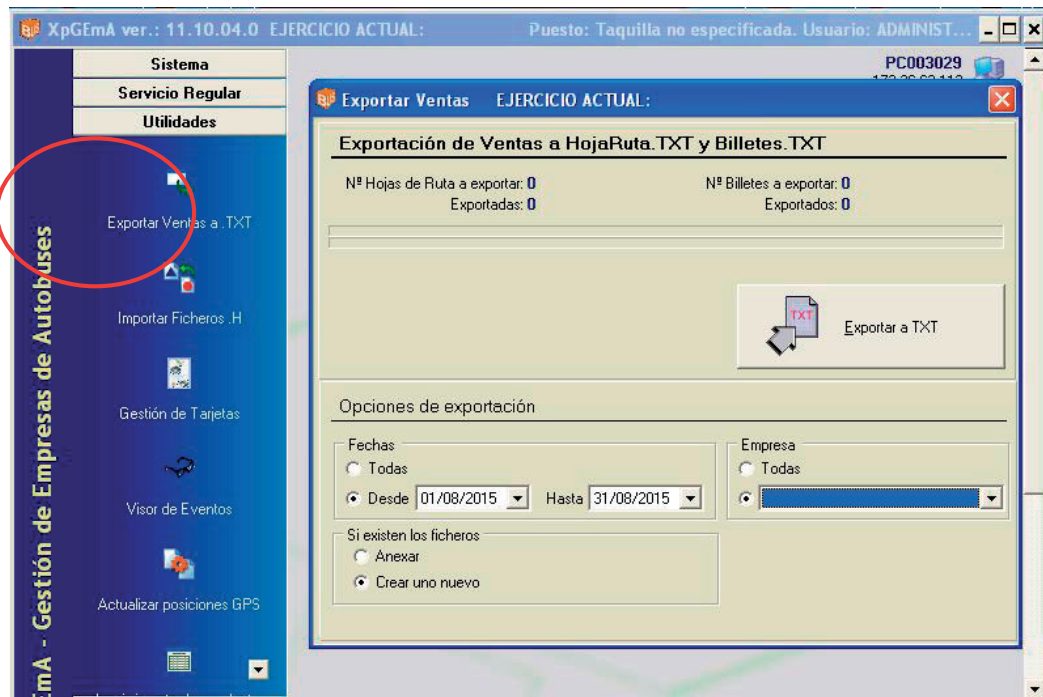 XpGEmA ver.: 11.10.04.0 EJERCICIO ACTUAL: Puesto: Taquilla no especificada. Usuario: ADMINIST...
Sistema
Servicio Regular
Utilidades
Exportar Ventas a .TXT
Importar Ficheros .H
Gestión de Tarjetas
Visor de Eventos
Actualizar posiciones GPS
EmA - Gestión de Empresas de Autobuses
PC003029
Exportar Ventas EJERCICIO ACTUAL:
Exportación de Ventas a HojaRuta.TXT y Billetes.TXT
Nº Hojas de Ruta a exportar: 0 Nº Billetes a exportar: 0
Exportadas: 0 Exportados: 0
TXT
Exportar a TXT
Opciones de exportación
Fechas
Todas
Desde 01/08/2015 Hasta 31/08/2015
Empresa
Todas
Si existen los ficheros
Anexar
Crear uno nuevo